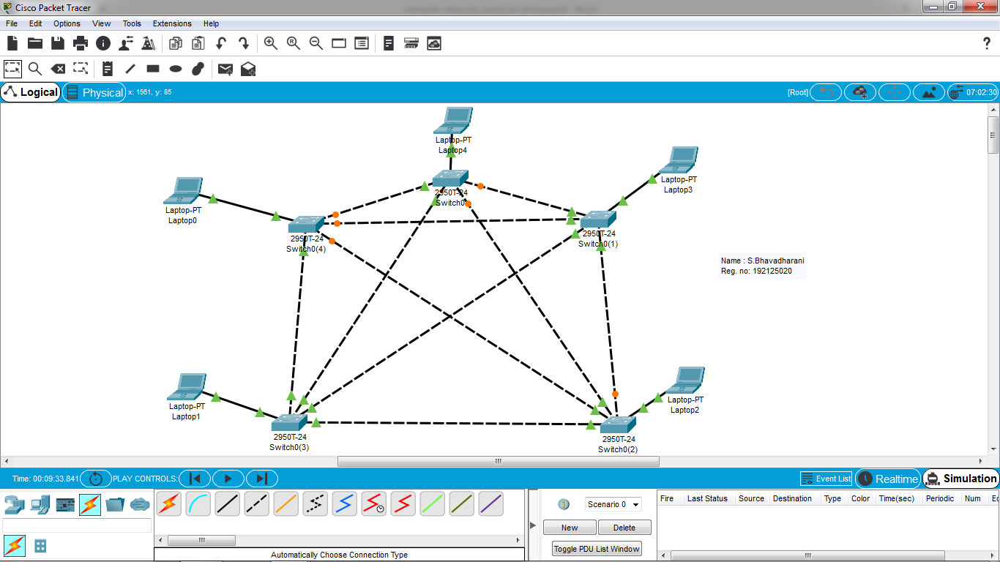 Cisco Packet Tracer
File Edit Options View Tools Extensions Help
?
Logical
Physical
x: 1561, y: 85
[Root]
07:02:30
Laptop-PT
Laptop4
Laptop-PT
Laptop3
2950T-24
Switch0
Laptop-PT
Laptop0
2950T-24
Switch0(4)
2950T-24
Switch0(1)
Name : S.Bhavadharani
Reg. no: 192125020
Laptop-PT
Laptop1
Laptop-PT
Laptop2
2950T-24
Switch0(3)
2950T-24
Switch0(2)
Time: 00:09:33.841
PLAY CONTROLS:
Event List
Realtime
Simulation
Scenario 0
New
Delete
Toggle PDU List Window
Fire Last Status Source Destination Type Color Time(sec) Periodic Num
Automatically Choose Connection Type